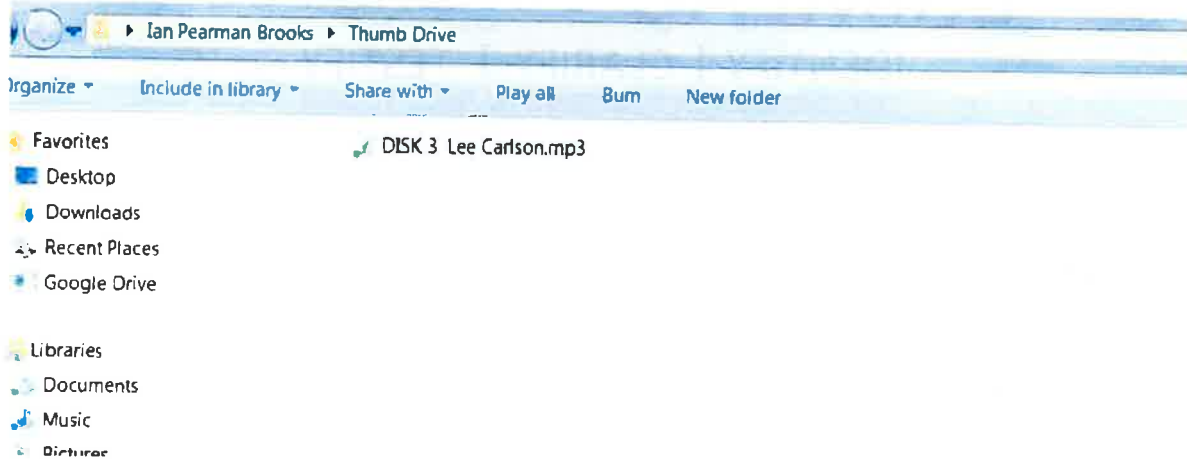 Ian Pearman Brooks Thumb Drive
Organize Include in library Share with Play all Burn New folder
Favorites DISK 3 Lee Carlson.mp3
Desktop
Downloads
Recent Places
Google Drive
Libraries
Documents
Music
Pictures